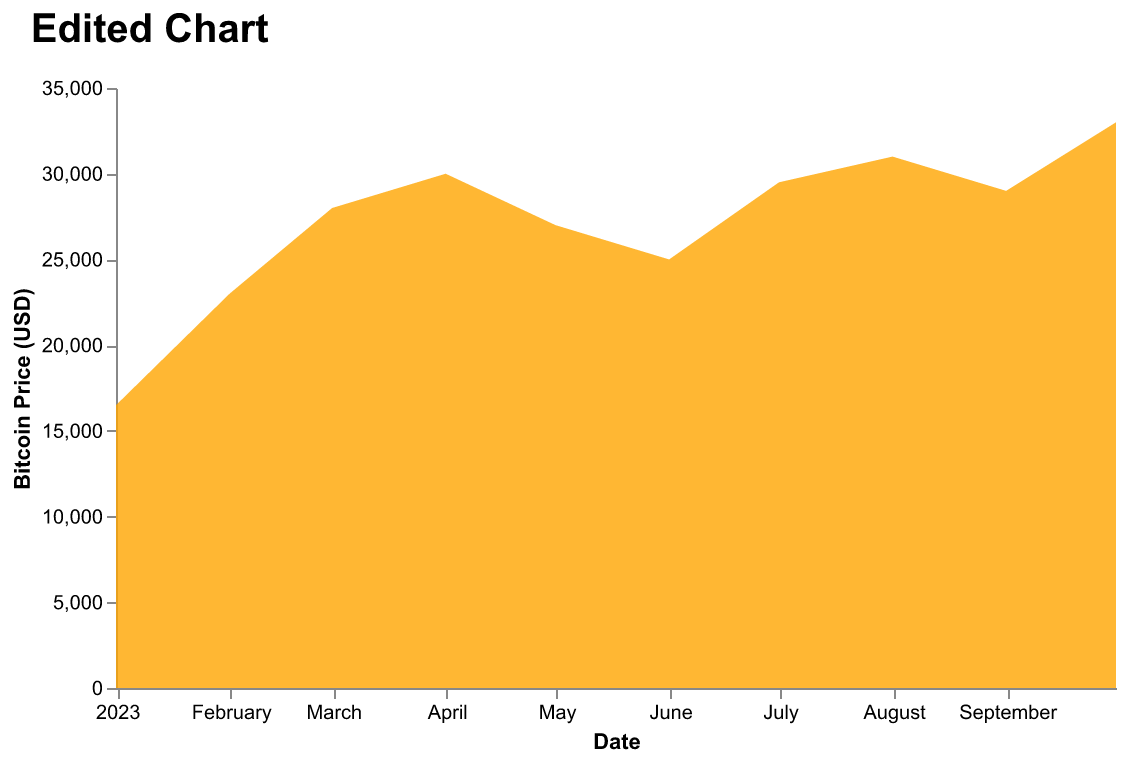 Edited Chart
35,000
30,000
25,000
20,000
15,000
10,000
5,000
0
Bitcoin Price (USD)
2023 February March April May June July August September
Date